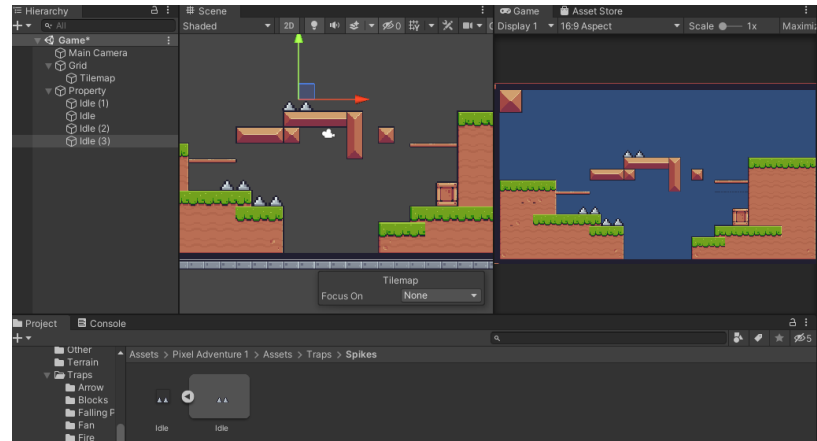 Hierarchy
All
Game*
Main Camera
Grid
Tilemap
Property
Idle (1)
Idle
Idle (2)
Idle (3)
Scene
Shaded
2D
0
Tilemap
Focus On
None
Game
Asset Store
Display 1
16:9 Aspect
Scale
1x
Maximi
Project
Console
5
Other
Terrain
Traps
Arrow
Blocks
Falling P
Fan
Fire
Assets > Pixel Adventure 1 > Assets > Traps > Spikes
Idle
Idle